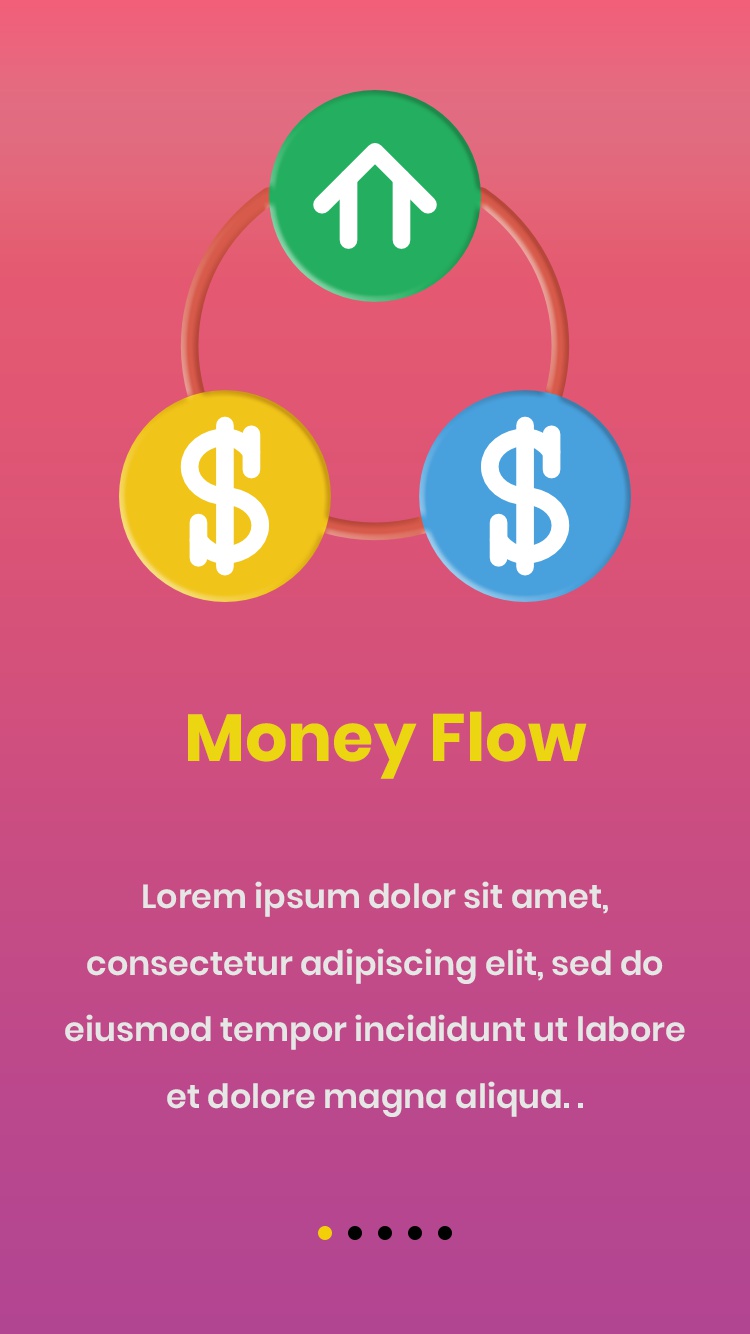 $ $
Money Flow
Lorem ipsum dolor sit amet,
consectetur adipiscing elit, sed do
eiusmod tempor incididunt ut labore
et dolore magna aliqua. .